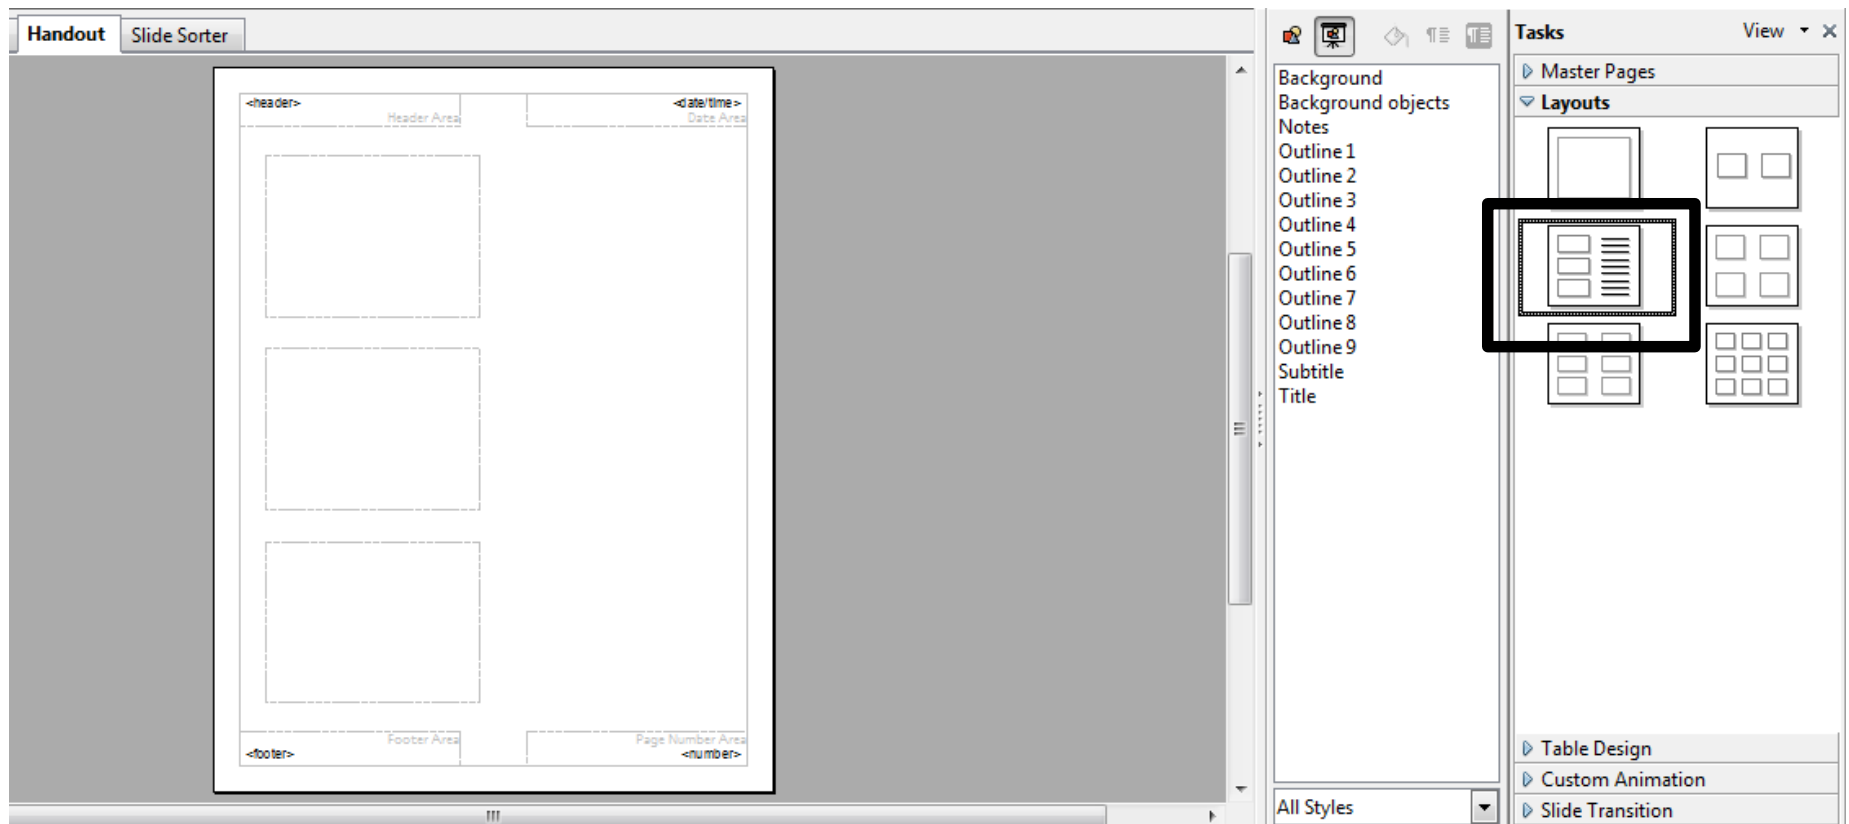 Handout
Slide Sorter
<header>
Header Area
<date/time>
Date Area
Footer Area
<footer>
Page Number Area
<number>
Background
Background objects
Notes
Outline 1
Outline 2
Outline 3
Outline 4
Outline 5
Outline 6
Outline 7
Outline 8
Outline 9
Subtitle
Title
All Styles
Tasks
View
Master Pages
Layouts
Table Design
Custom Animation
Slide Transition